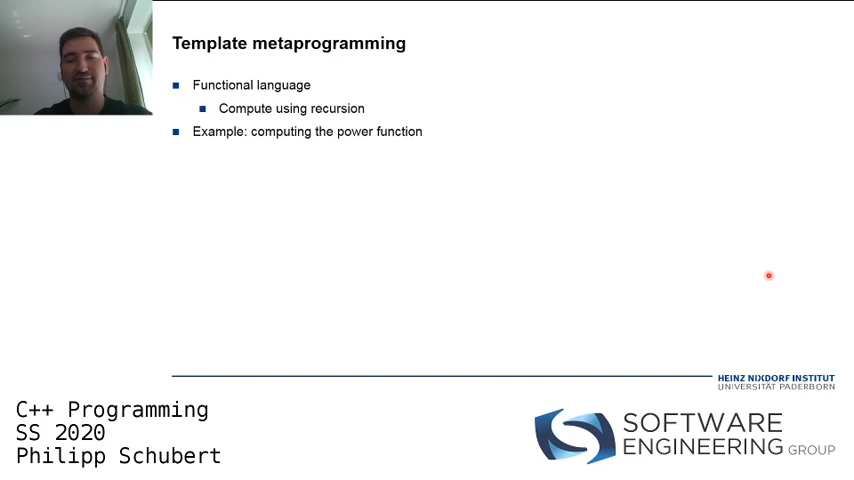 Template metaprogramming
Functional language
Compute using recursion
Example: computing the power function
HEINZ NIXDORF INSTITUT
UNIVERSITÄT PADERBORN
C++ Programming
SS 2020
Philipp Schubert
SOFTWARE
ENGINEERING GROUP